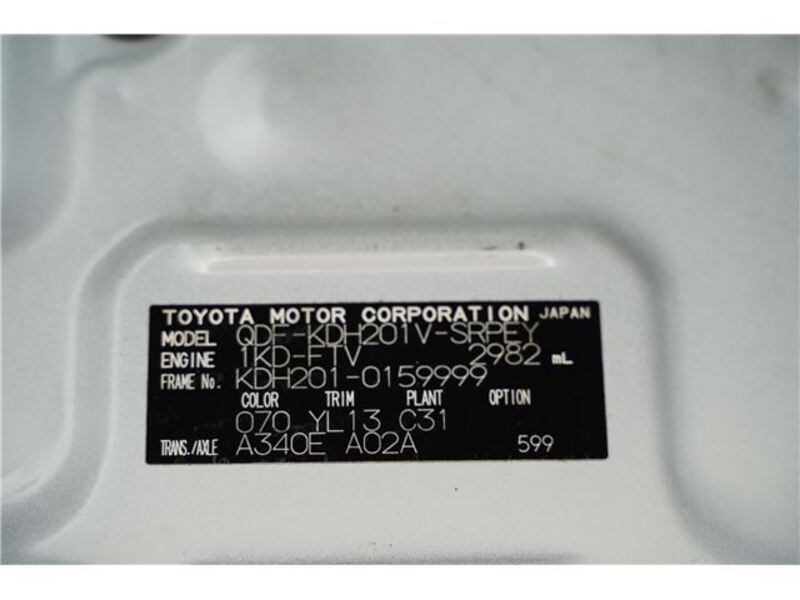 TOYOTA MOTOR CORPORATION JAPAN
MODEL QDF-KDH201V-SRPEY
ENGINE 1KD-FTV 2982 mL
FRAME No. KDH201-0159999
COLOR TRIM PLANT OPTION
070 YL13 C31
TRANS./AXLE A340E A02A 599